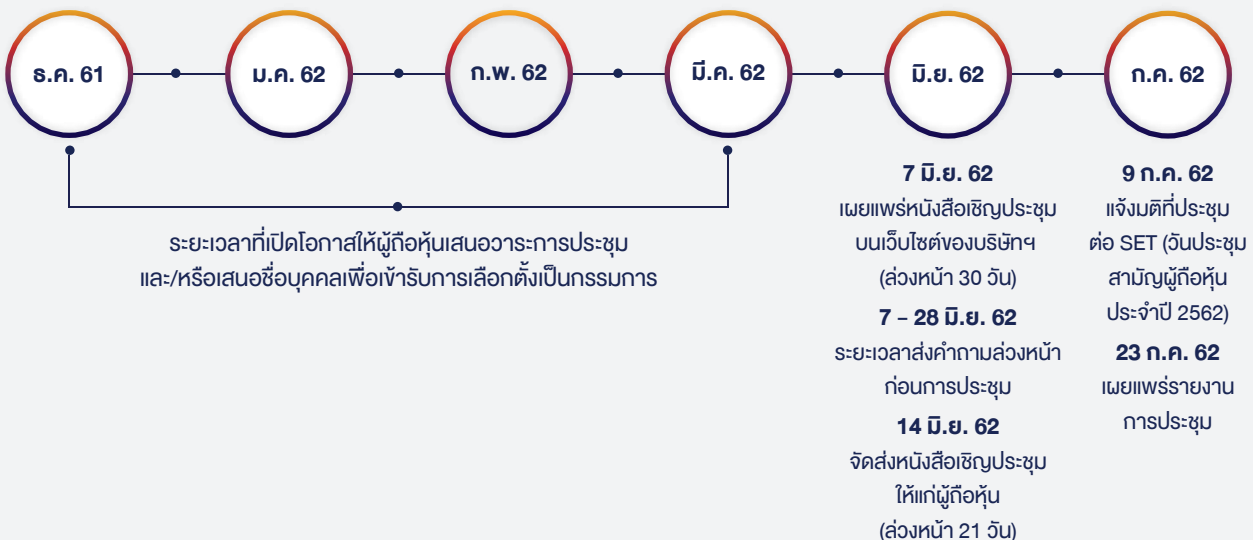 ธ.ค. 61
ม.ค. 62
ก.พ. 62
มี.ค. 62
มิ.ย. 62
ก.ค. 62
ระยะเวลาที่เปิดโอกาสให้ผู้ถือหุ้นเสนอวาระการประชุม
และ/หรือเสนอชื่อบุคคลเพื่อเข้ารับการเลือกตั้งเป็นกรรมการ
7 มิ.ย. 62
เผยแพร่หนังสือเชิญประชุม
บนเว็บไซต์ของบริษัทฯ
(ล่วงหน้า 30 วัน)
7 – 28 มิ.ย. 62
ระยะเวลาส่งคำถามล่วงหน้า
ก่อนการประชุม
14 มิ.ย. 62
จัดส่งหนังสือเชิญประชุม
ให้แก่ผู้ถือหุ้น
(ล่วงหน้า 21 วัน)
9 ก.ค. 62
แจ้งมติที่ประชุม
ต่อ SET (วันประชุม
สามัญผู้ถือหุ้น
ประจำปี 2562)
23 ก.ค. 62
เผยแพร่รายงาน
การประชุม